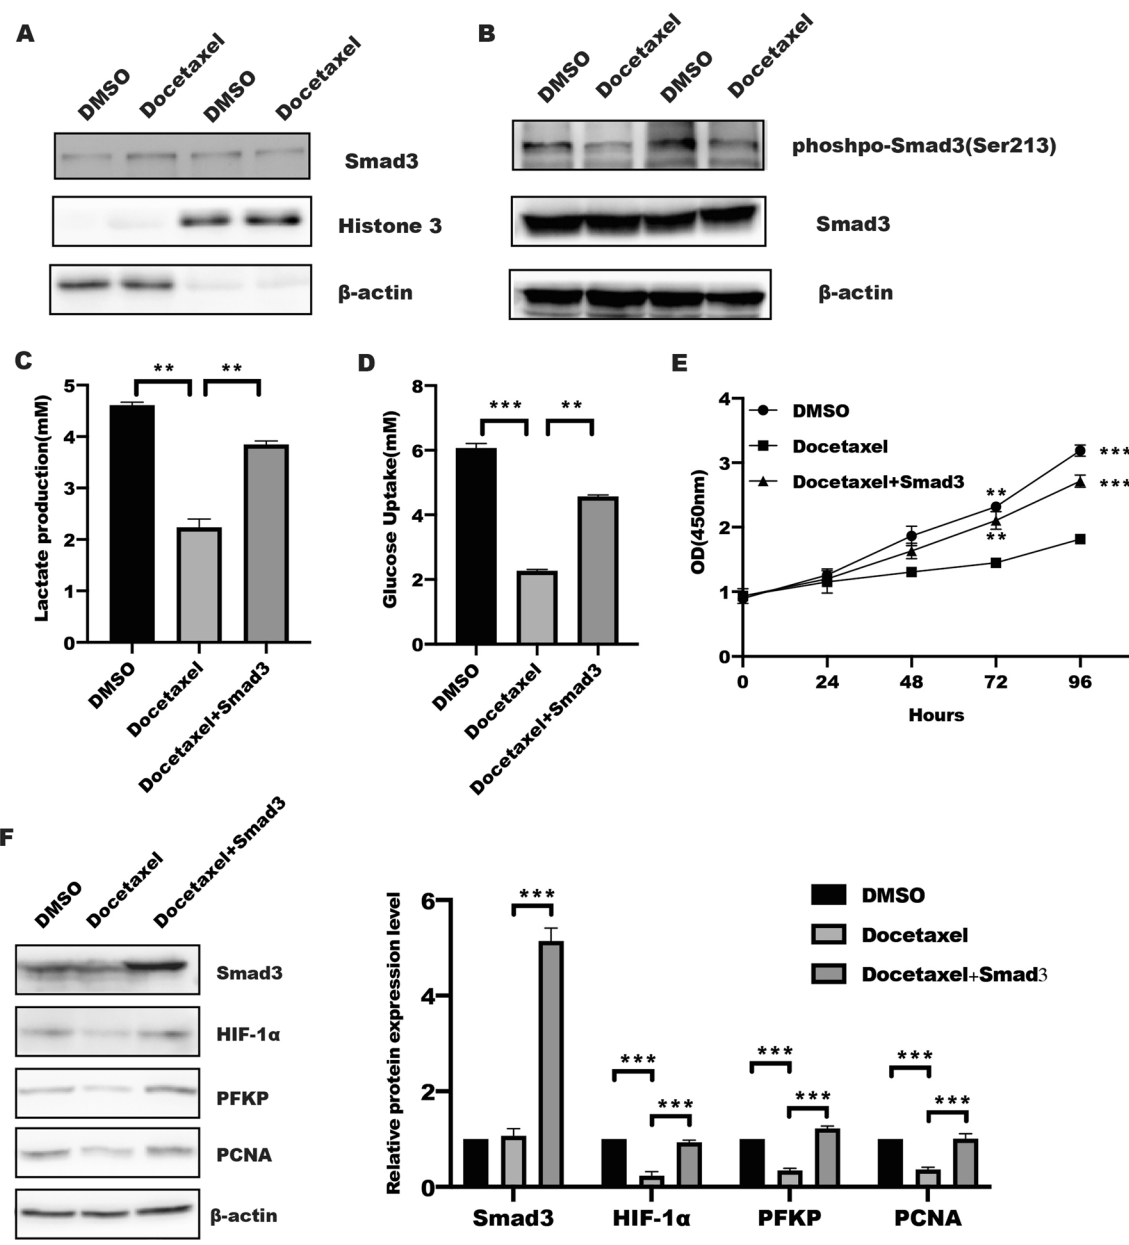 A
DMSO
Docetaxel
DMSO
Docetaxel
Smad3
Histone 3
β-actin
B
DMSO
Docetaxel
DMSO
Docetaxel
phoshpo-Smad3(Ser213)
Smad3
β-actin
C
Lactate production(mM)
5
4
3
2
1
0
**
**
DMSO
Docetaxel
Docetaxel+Smad3
D
Glucose Uptake(mM)
8
6
4
2
0
***
**
DMSO
Docetaxel
Docetaxel+Smad3
E
OD(450nm)
4
3
2
1
0
DMSO
Docetaxel
Docetaxel+Smad3
**
**
***
***
0 24 48 72 96
Hours
F
DMSO
Docetaxel
Docetaxel+Smad3
Smad3
HIF-1α
PFKP
PCNA
β-actin
Relative protein expression level
6
4
2
0
***
***
***
***
***
***
***
DMSO
Docetaxel
Docetaxel+Smad3
Smad3 HIF-1α PFKP PCNA